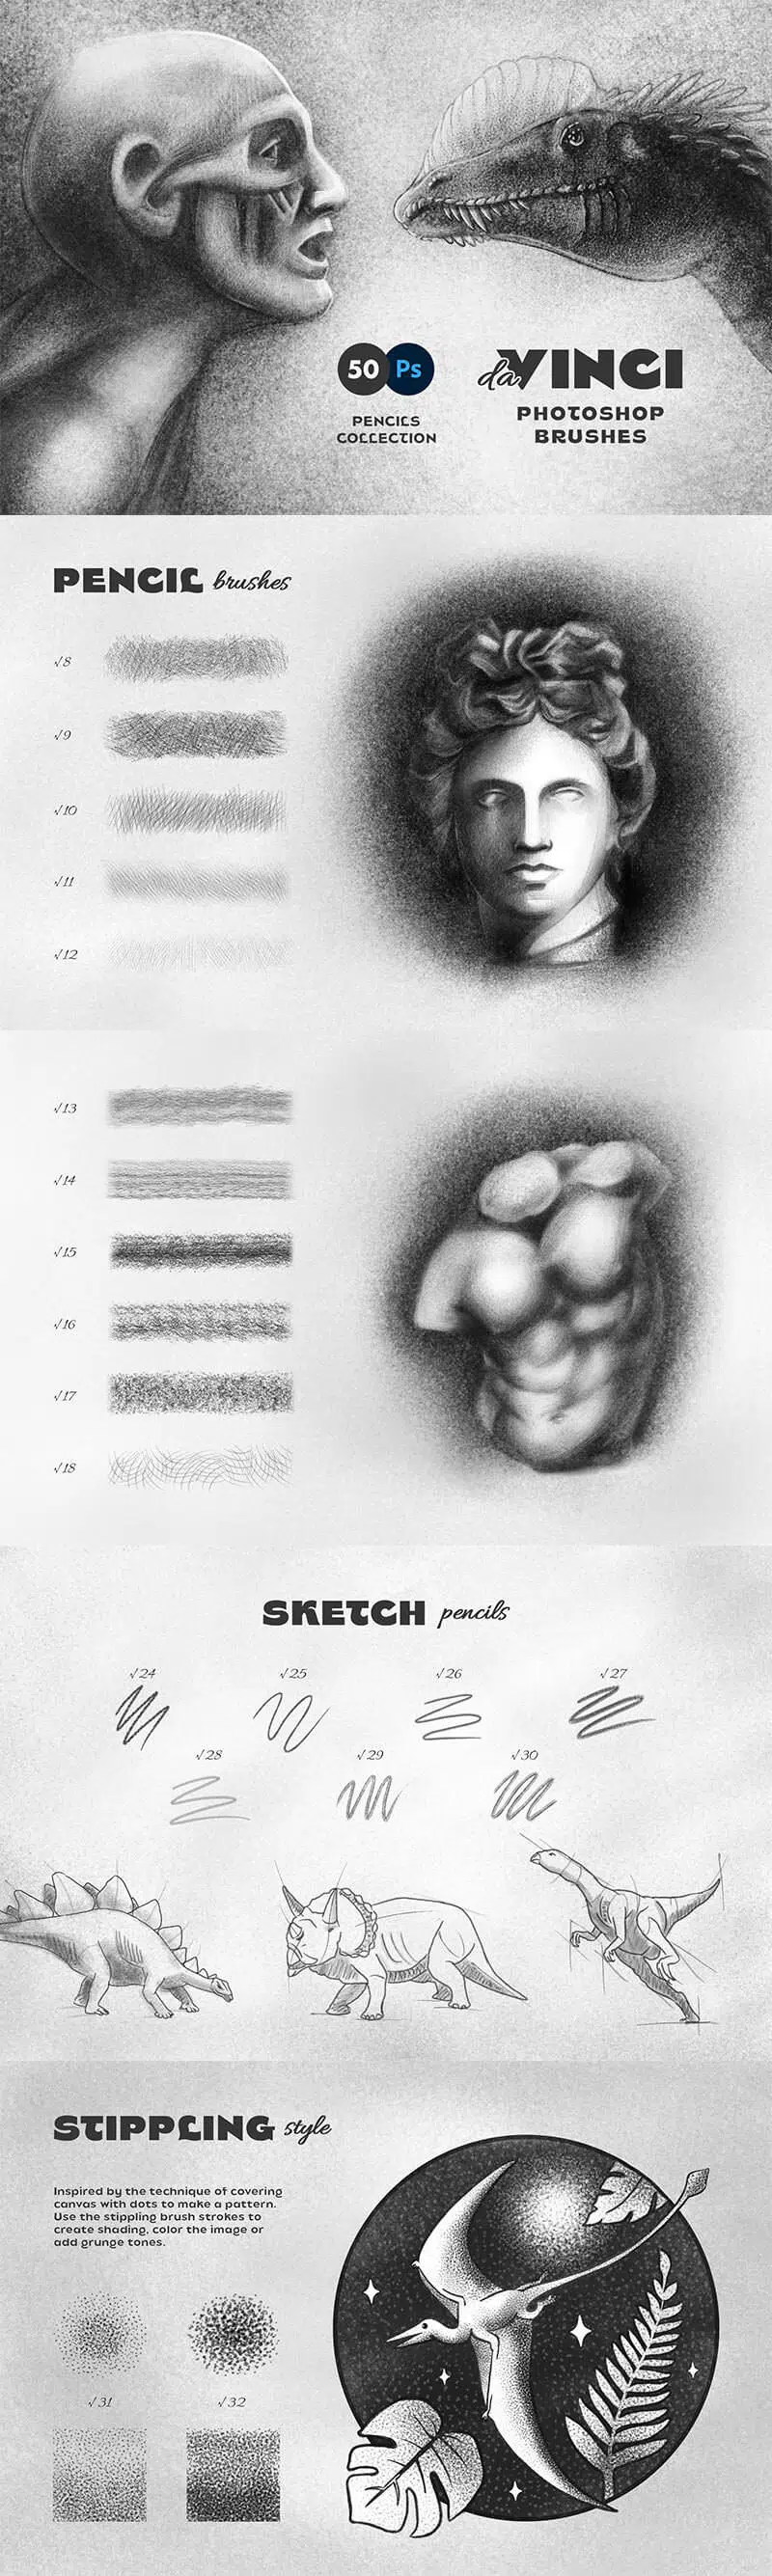 50 Ps
PENCILS
COLLECTION
da VINCI
PHOTOSHOP
BRUSHES
PENCIL brushes
√8
√9
√10
√11
√12
√13
√14
√15
√16
√17
√18
SKETCH pencils
√24 √25 √26 √27
√28 √29 √30
STIPPLING style
Inspired by the technique of covering
canvas with dots to make a pattern.
Use the stippling brush strokes to
create shading, color the image or
add grunge tones.
√31 √32